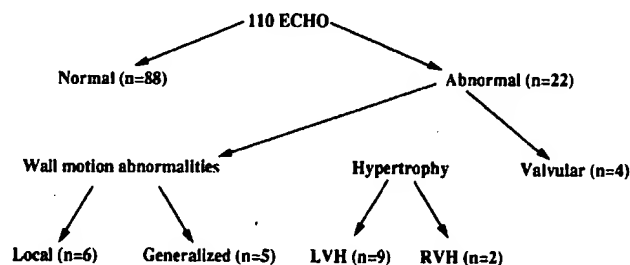 110 ECHO
Normal (n=88)
Abnormal (n=22)
Wall motion abnormalities
Hypertrophy
Valvular (n=4)
Local (n=6)
Generalized (n=5)
LVH (n=9)
RVH (n=2)